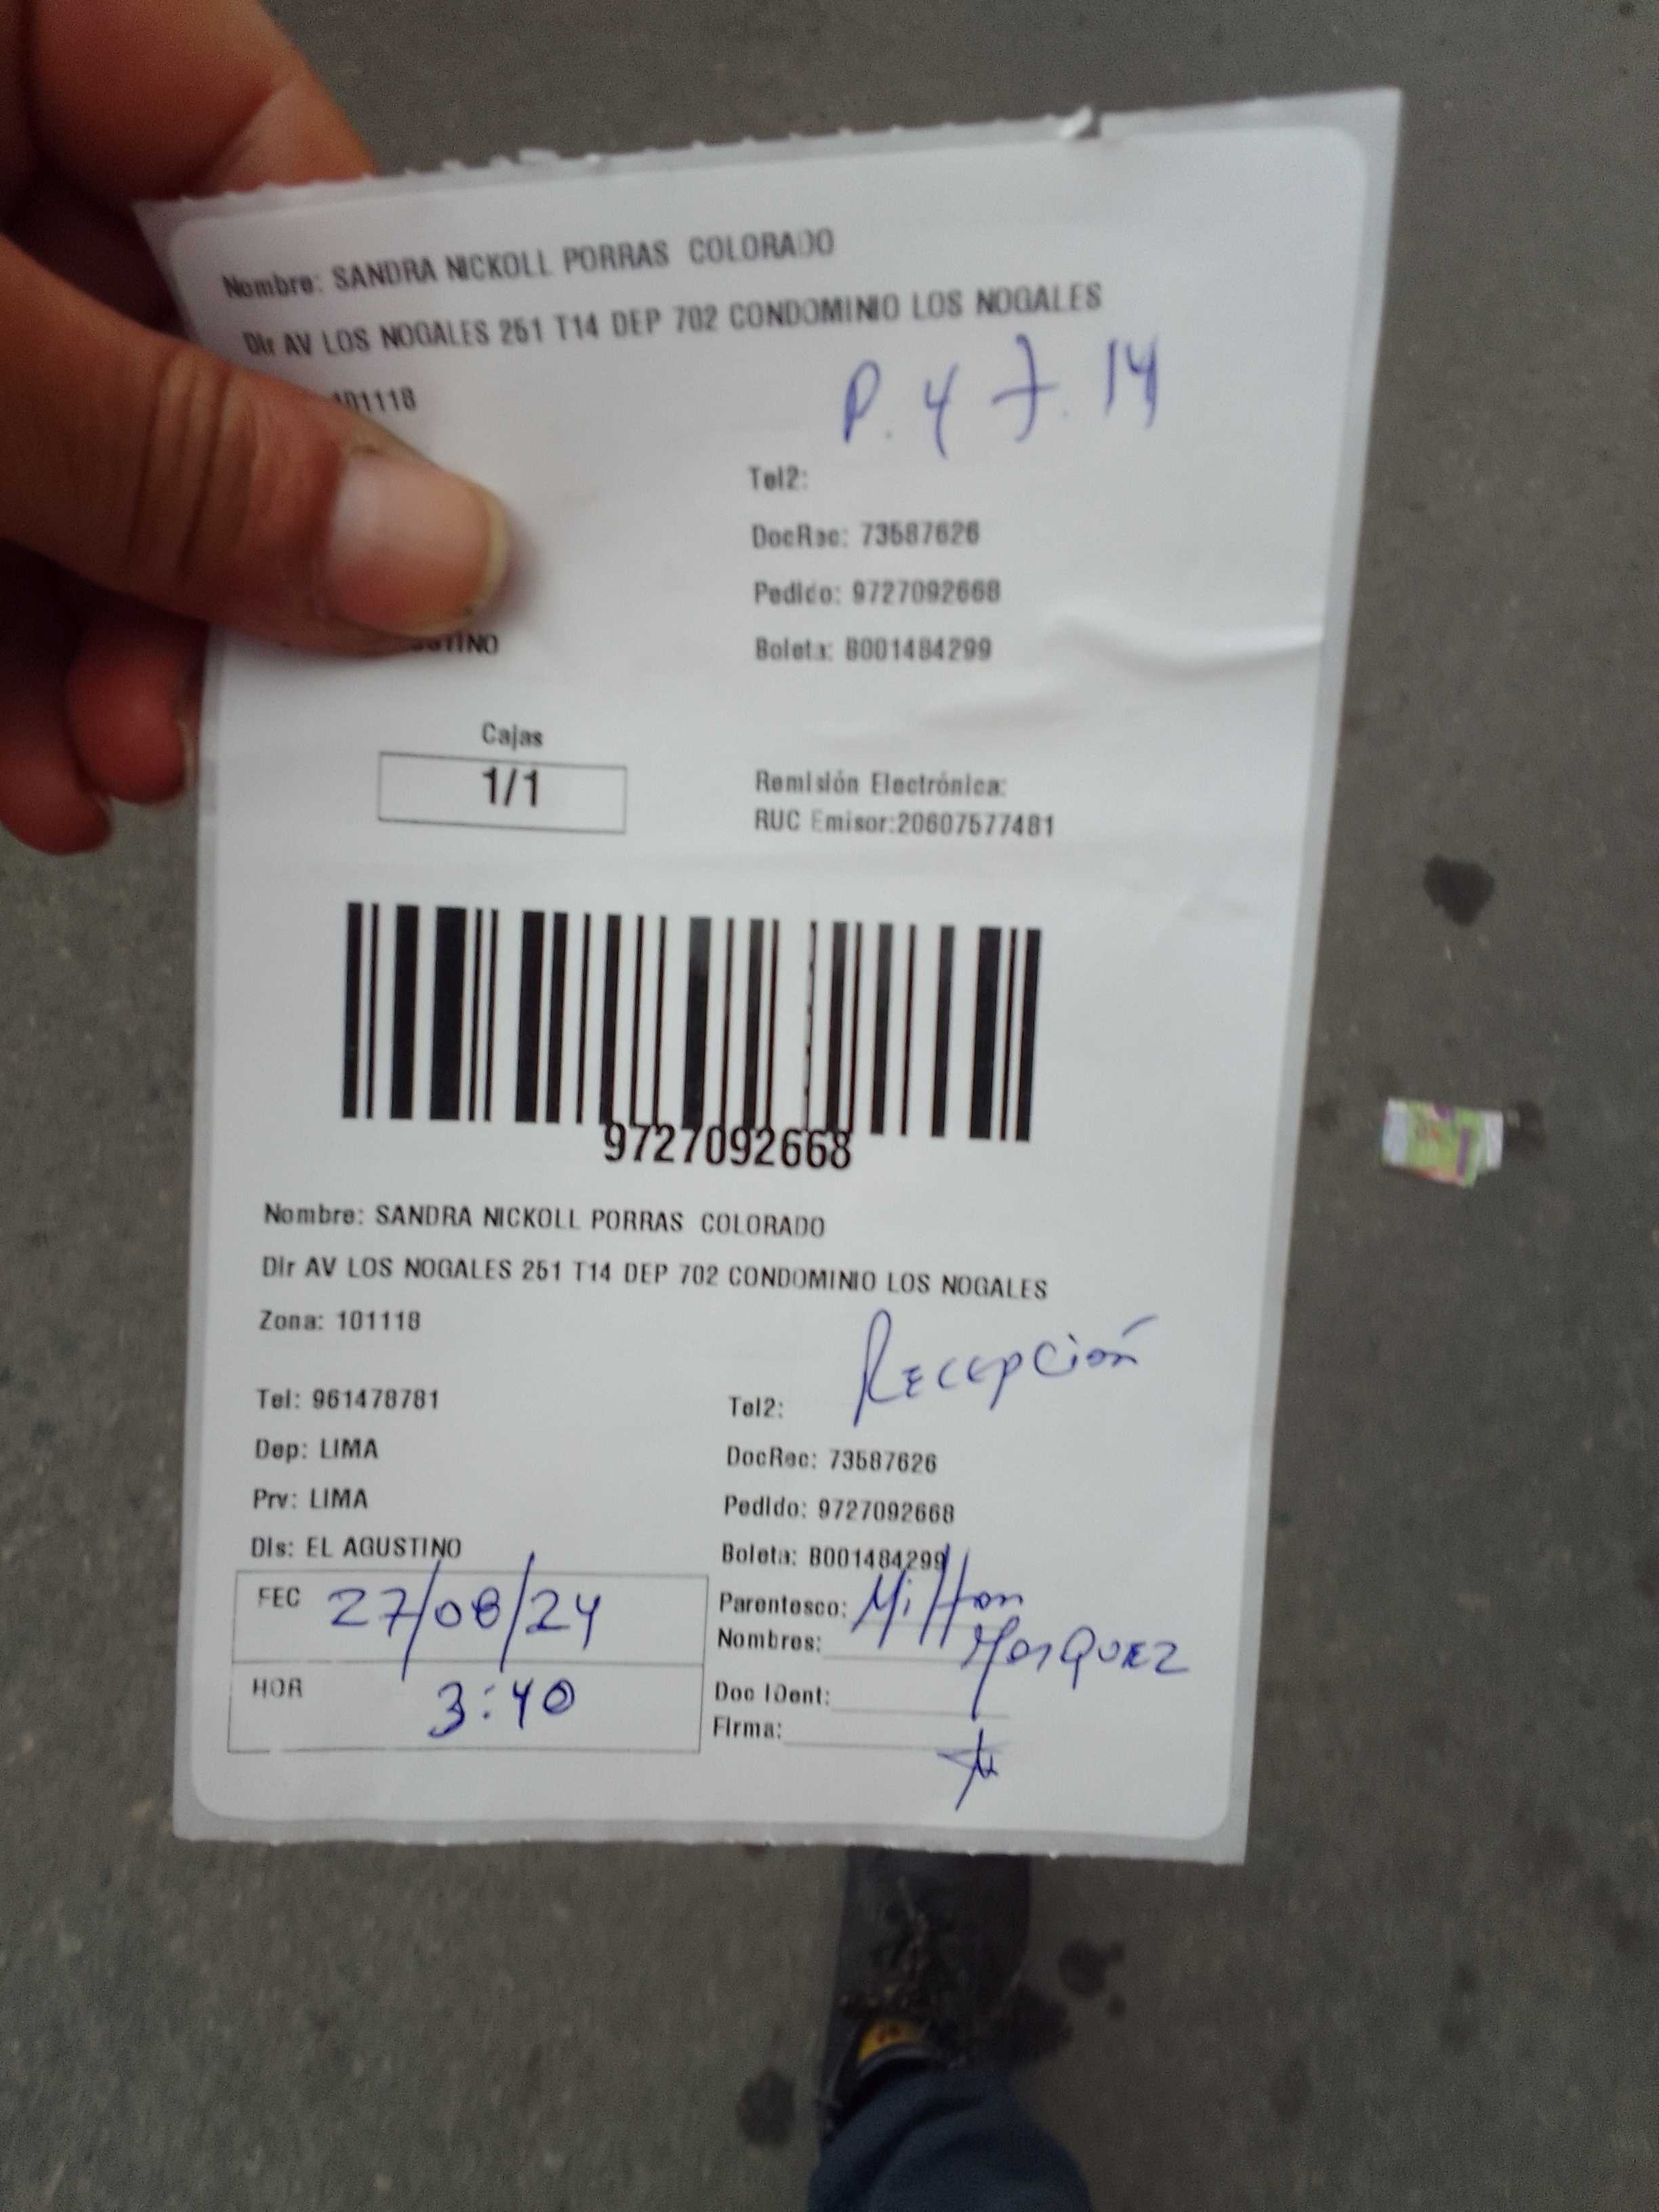 Nombre: SANDRA NICKOLL PORRAS COLORADO
Dir AV LOS NOGALES 251 T14 DEP 702 CONDOMINIO LOS NOGALES
101118
P. 4 T. 14
Tel2:
DocRec: 73587626
Pedido: 9727092668
Boleta: B001484299
Cajas
1/1
Remisión Electrónica:
RUC Emisor:20607577481
9727092668
Nombre: SANDRA NICKOLL PORRAS COLORADO
Dir AV LOS NOGALES 251 T14 DEP 702 CONDOMINIO LOS NOGALES
Zona: 101118
Recepción
Tel: 961478781 Tel2:
Dep: LIMA DocRec: 73587626
Prv: LIMA Pedido: 9727092668
Dis: EL AGUSTINO Boleta: B001484299
FEC 27/08/24 Parentesco: Milton
Nombres: Marquez
HOR 3:40 Doc IDent:
Firma: